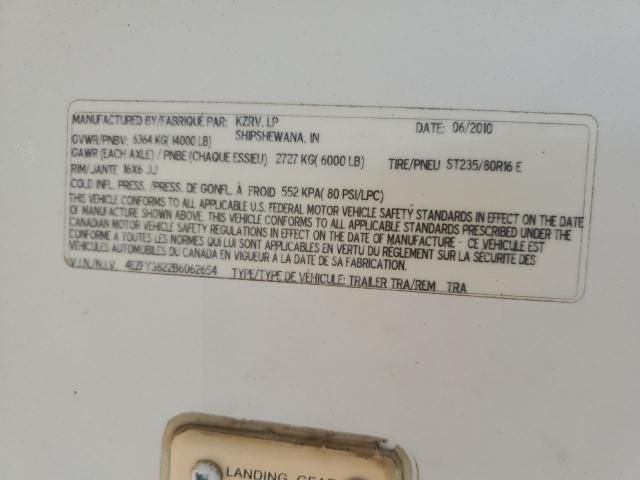 MANUFACTURED BY/FABRIQUÉ PAR: KZRV, LP DATE: 06/2010
SHIPSHEWANA, IN
GVWR/PNBV: 6364 KG(14000 LB)
GAWR (EACH AXLE) / PNBE (CHAQUE ESSIEU) 2727 KG( 6000 LB) TIRE/PNEU ST235/80R16 E
RIM/JANTE 16X6 JJ
COLD INFL. PRESS. /PRESS. DE GONFL. À FROID 552 KPA( 80 PSI/LPC)
THIS VEHICLE CONFORMS TO ALL APPLICABLE U.S. FEDERAL MOTOR VEHICLE SAFETY STANDARDS IN EFFECT ON THE DATE
OF MANUFACTURE SHOWN ABOVE. THIS VEHICLE CONFORMS TO ALL APPLICABLE STANDARDS PRESCRIBED UNDER THE
CANADIAN MOTOR VEHICLE SAFETY REGULATIONS IN EFFECT ON THE DATE OF MANUFACTURE - CE VÉHICULE EST
CONFORME À TOUTES LES NORMES QUI LUI SONT APPLICABLES EN VERTU DU RÈGLEMENT SUR LA SÉCURITÉ DES
VÉHICULES AUTOMOBILES DU CANADA EN VIGUEUR À LA DATE DE SA FABRICATION.
V.I.N./N.I.V. 4EZFY3822B6062654 TYPE/TYPE DE VÉHICLE: TRAILER TRA/REM TRA
LANDING GEAR